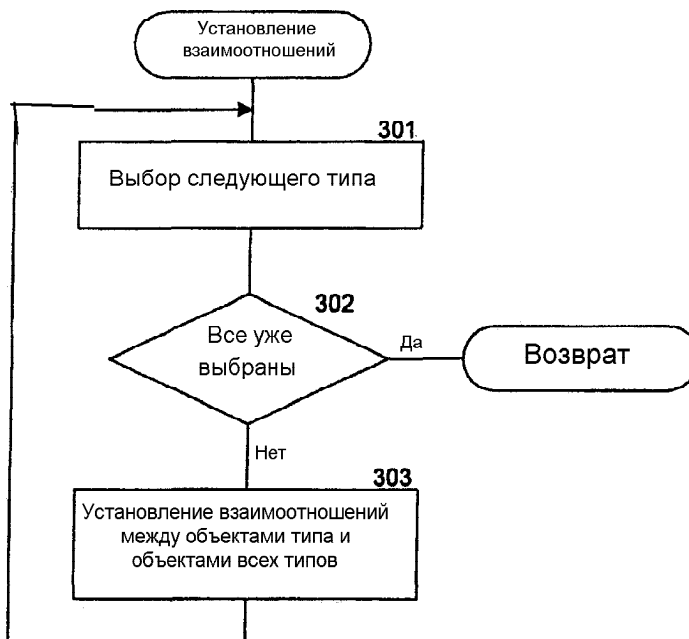 Установление
взаимоотношений
301
Выбор следующего типа
302
Все уже
выбраны
Да
Возврат
Нет
303
Установление взаимоотношений
между объектами типа и
объектами всех типов